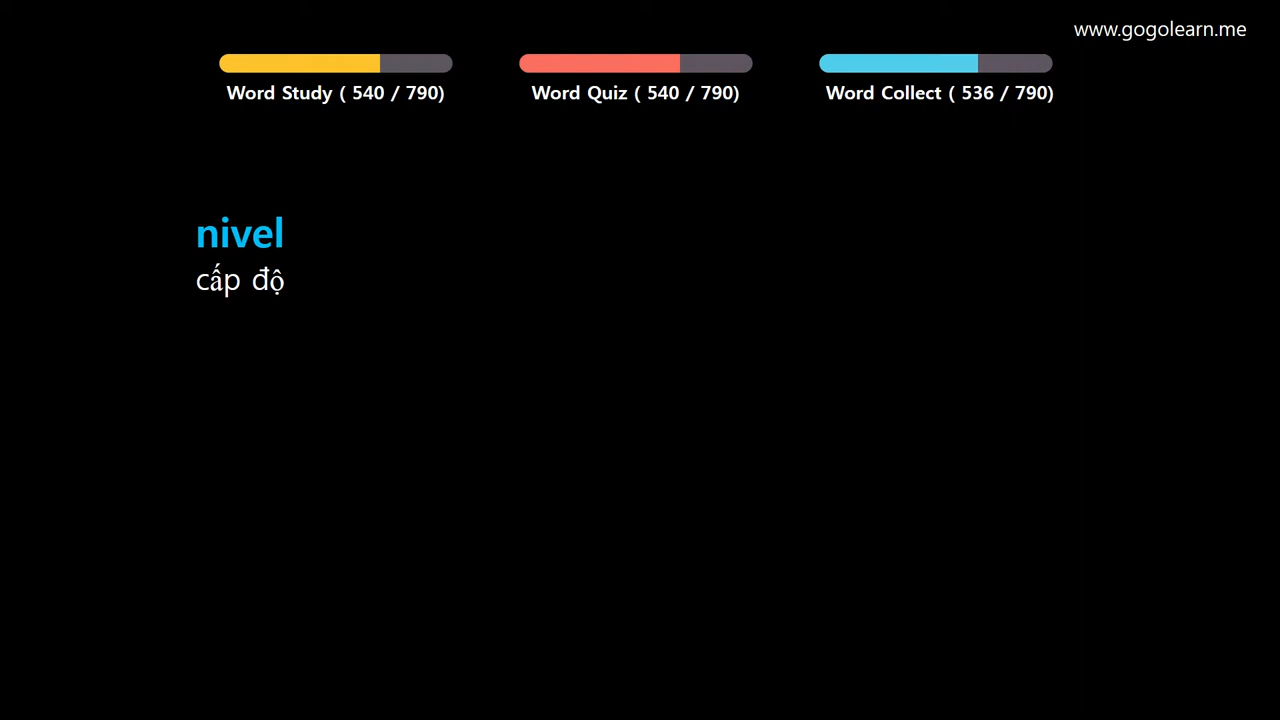 www.gogolearn.me
Word Study ( 540 / 790)
Word Quiz ( 540 / 790)
Word Collect ( 536 / 790)
nivel
cấp độ